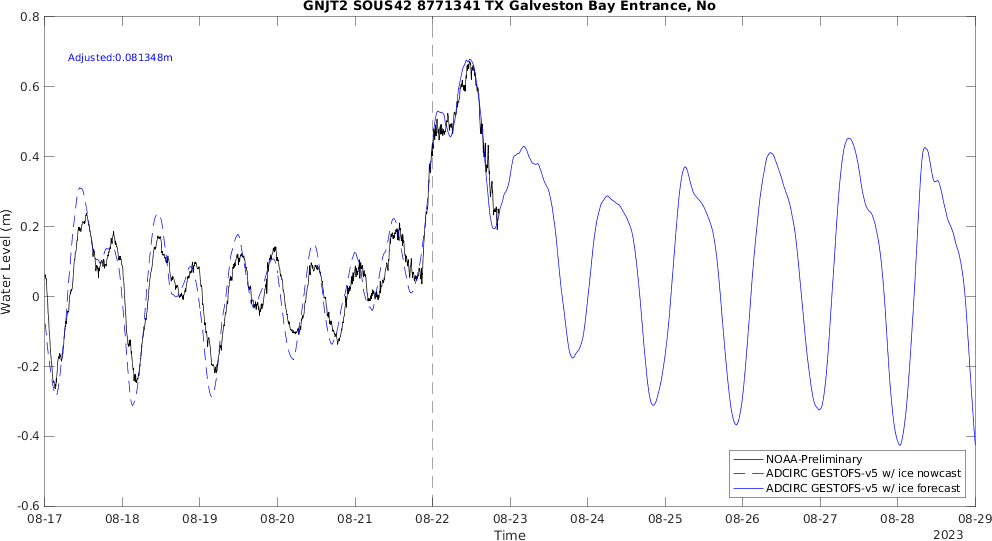 GNJT2 SOUS42 8771341 TX Galveston Bay Entrance, No
Adjusted:0.081348m
Water Level (m)
0.8
0.6
0.4
0.2
0
-0.2
-0.4
-0.6
NOAA-Preliminary
ADCIRC GESTOFS-v5 w/ ice nowcast
ADCIRC GESTOFS-v5 w/ ice forecast
08-17 08-18 08-19 08-20 08-21 08-22 08-23 08-24 08-25 08-26 08-27 08-28 08-29
Time
2023